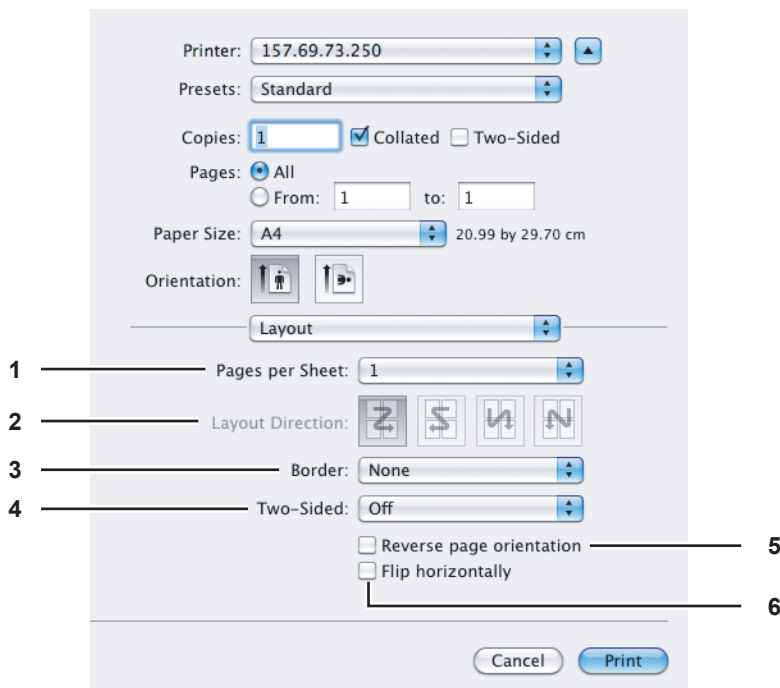 Printer: 157.69.73.250
Presets: Standard
Copies: 1 Collated Two-Sided
Pages: All
From: 1 to: 1
Paper Size: A4 20.99 by 29.70 cm
Orientation:
Layout
1 Pages per Sheet: 1
2 Layout Direction:
3 Border: None
4 Two-Sided: Off
Reverse page orientation 5
Flip horizontally
6
Cancel Print